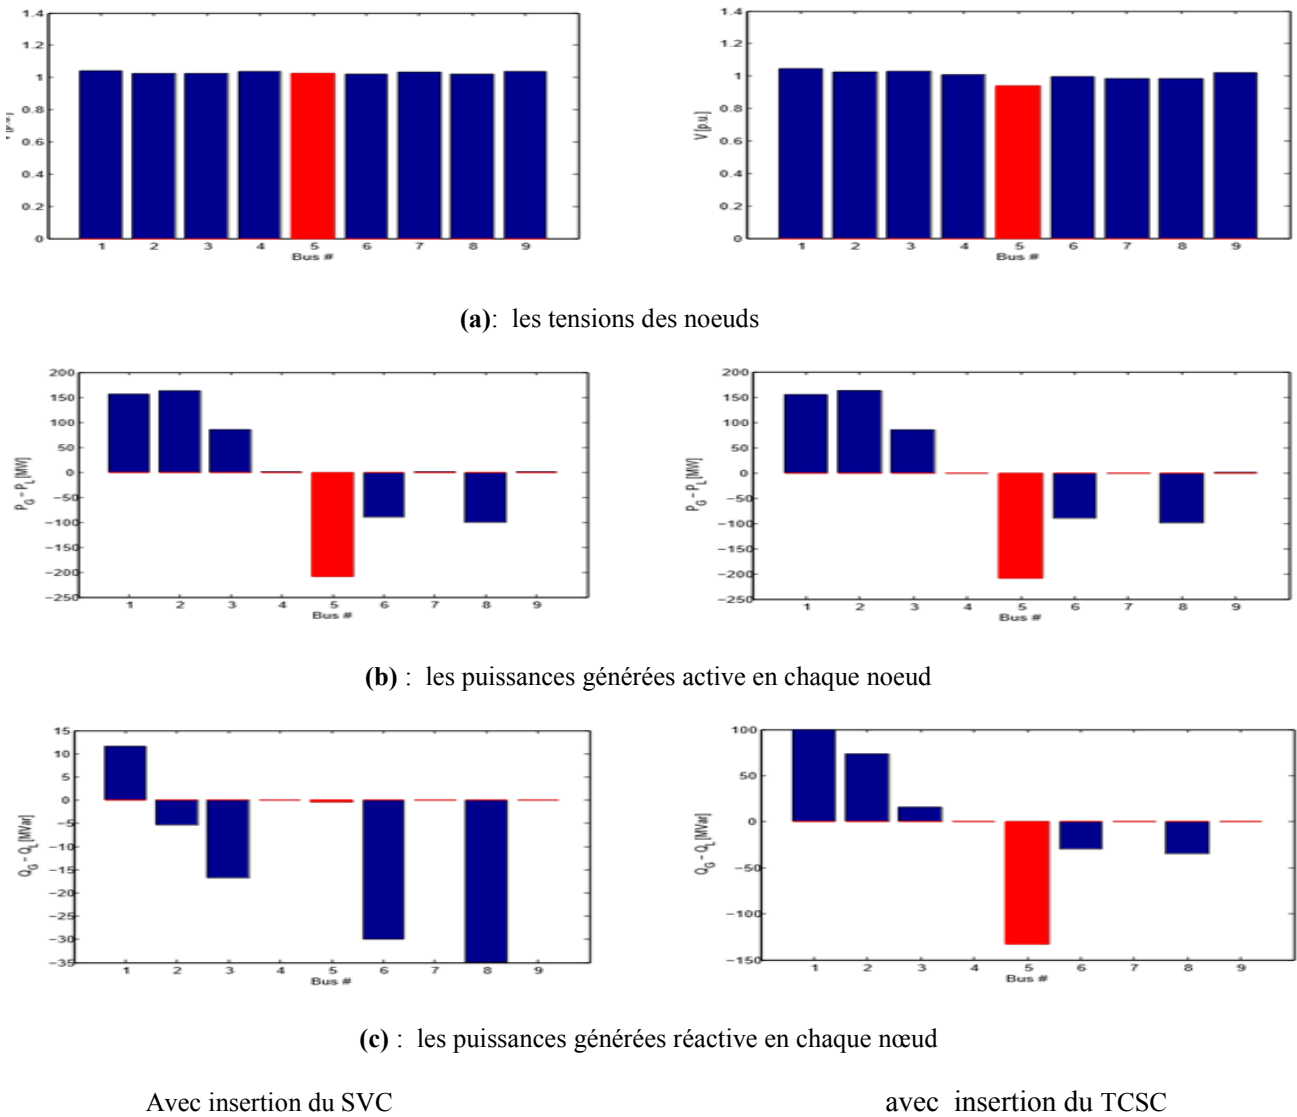 1.4
1.2
1
0.8
0.6
0.4
0.2
0
1 2 3 4 5 6 7 8 9
Bus #
1.4
1.2
1
0.8
0.6
0.4
0.2
0
V [p.u.]
1 2 3 4 5 6 7 8 9
Bus #
(a): les tensions des noeuds
200
150
100
50
0
−50
−100
−150
−200
−250
P_G − P_L [MW]
1 2 3 4 5 6 7 8 9
Bus #
200
150
100
50
0
−50
−100
−150
−200
−250
P_G − P_L [MW]
1 2 3 4 5 6 7 8 9
Bus #
(b) : les puissances générées active en chaque noeud
15
10
5
0
−5
−10
−15
−20
−25
−30
−35
Q_G − Q_L [MVar]
1 2 3 4 5 6 7 8 9
Bus #
100
50
0
−50
−100
−150
Q_G − Q_L [MVar]
1 2 3 4 5 6 7 8 9
Bus #
(c) : les puissances générées réactive en chaque nœud
Avec insertion du SVC
avec insertion du TCSC